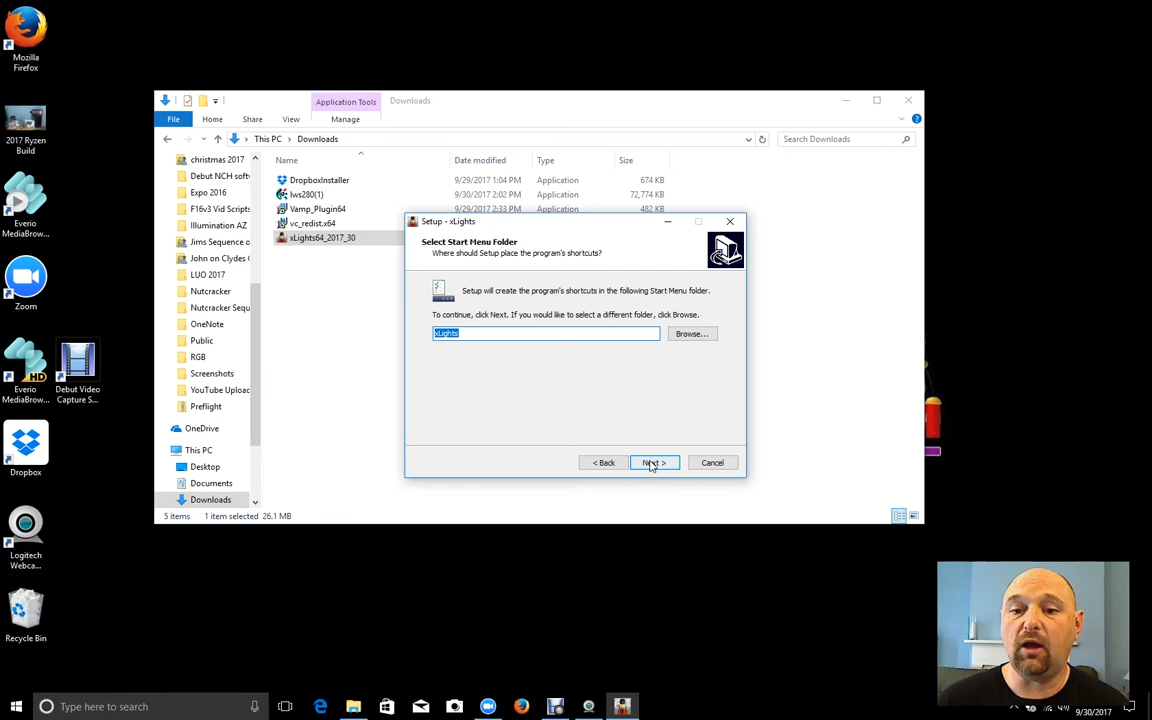 Mozilla
Firefox
2017 Ryzen
Build
Everio
MediaBrow...
Zoom
Everio
MediaBrow...
HD
Debut Video
Capture S...
Dropbox
Logitech
Webca...
Recycle Bin
Application Tools
Downloads
File
Home
Share
View
Manage
This PC
Downloads
Search Downloads
christmas 2017
Debut NCH softw
Expo 2016
F16v3 Vid Scripts
Illumination AZ
Jims Sequence o
John on Clydes C
LUO 2017
Nutcracker
Nutcracker Sequ
OneNote
Public
RGB
Screenshots
YouTube Upload
Preflight
OneDrive
This PC
Desktop
Documents
Downloads
Name
Date modified
Type
Size
DropboxInstaller
9/29/2017 1:04 PM
Application
674 KB
lws280(1)
9/30/2017 2:02 PM
Application
72,774 KB
Vamp_Plugin64
9/29/2017 2:33 PM
Application
482 KB
vc_redist.x64
xLights64_2017_30
5 items
1 item selected 26.1 MB
Setup - xLights
Select Start Menu Folder
Where should Setup place the program's shortcuts?
Setup will create the program's shortcuts in the following Start Menu folder.
To continue, click Next. If you would like to select a different folder, click Browse.
xLights
Browse...
< Back
Next >
Cancel
Type here to search
9/30/2017